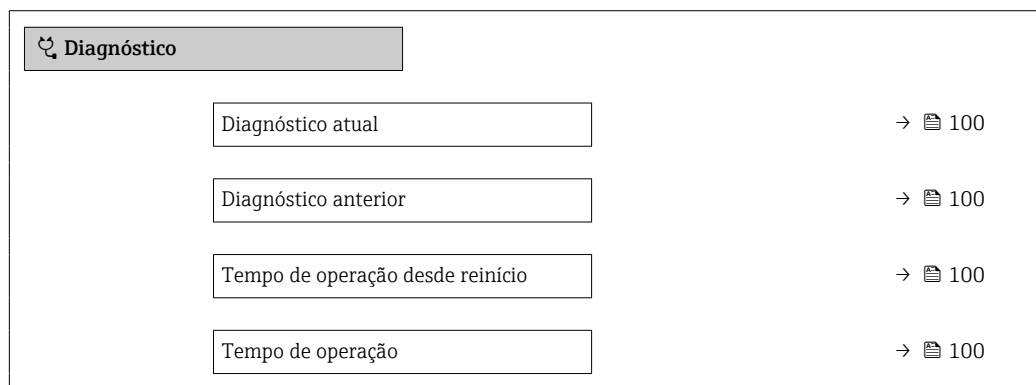 Diagnóstico
Diagnóstico atual → 100
Diagnóstico anterior → 100
Tempo de operação desde reinício → 100
Tempo de operação → 100